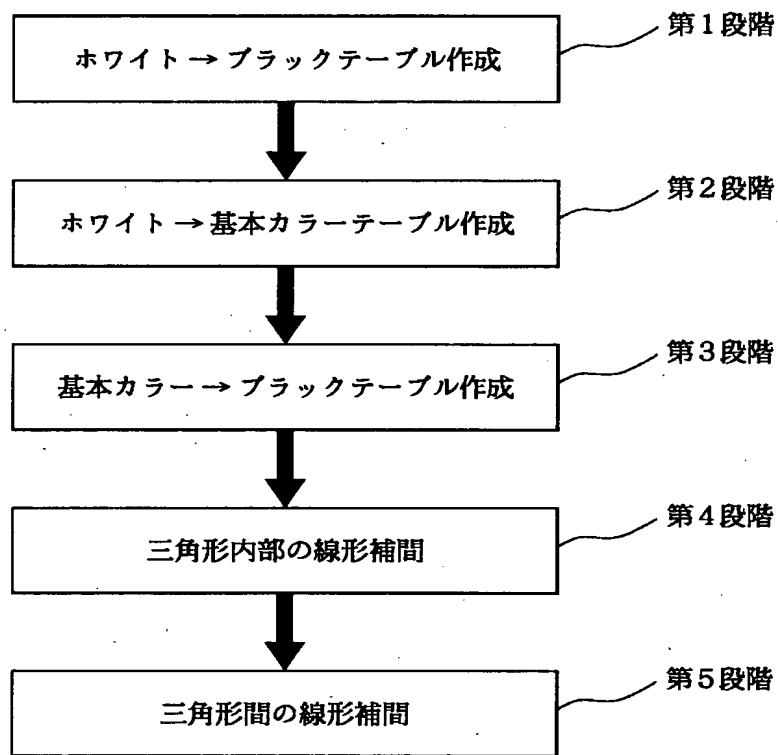 第1段階
ホワイト→ブラックテーブル作成
第2段階
ホワイト→基本カラーテーブル作成
第3段階
基本カラー→ブラックテーブル作成
第4段階
三角形内部の線形補間
第5段階
三角形間の線形補間